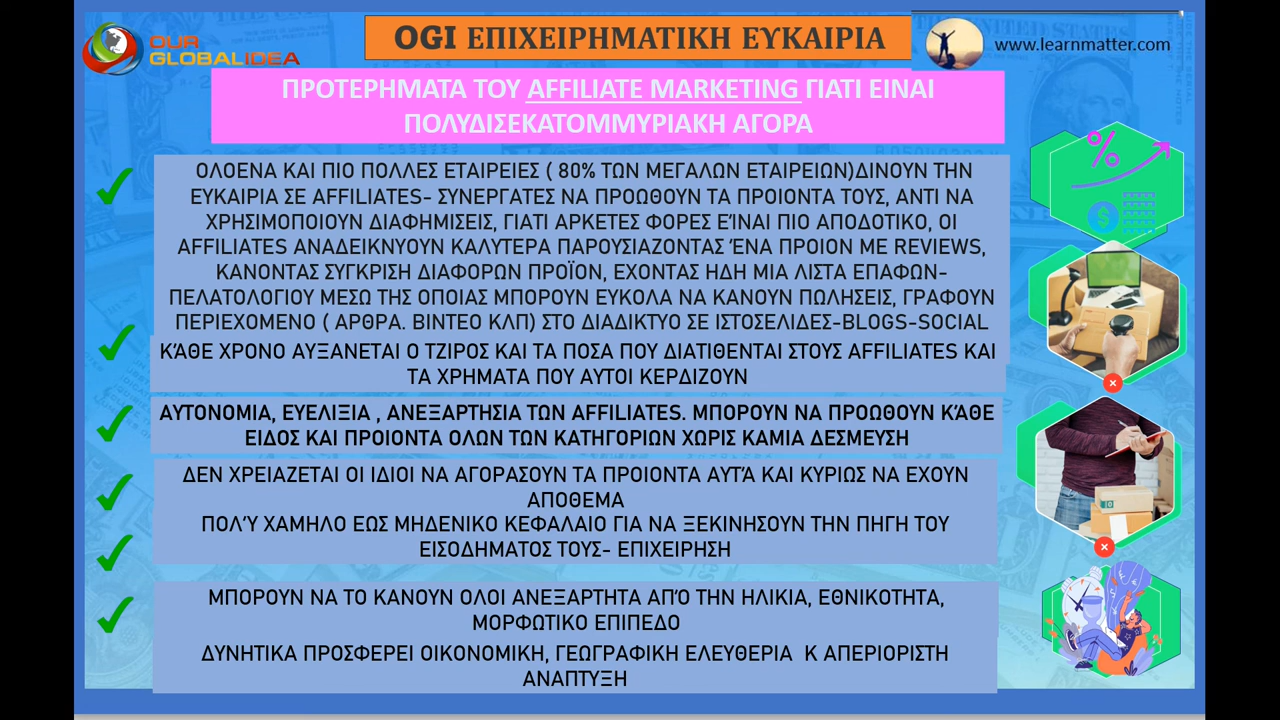 OUR
GLOBALIDEA
OGI ΕΠΙΧΕΙΡΗΜΑΤΙΚΗ ΕΥΚΑΙΡΙΑ
www.learnmatter.com
ΠΡΟΤΕΡΗΜΑΤΑ ΤΟΥ AFFILIATE MARKETING ΓΙΑΤΙ ΕΙΝΑΙ
ΠΟΛΥΔΙΣΕΚΑΤΟΜΜΥΡΙΑΚΗ ΑΓΟΡΑ
ΟΛΟΕΝΑ ΚΑΙ ΠΙΟ ΠΟΛΛΕΣ ΕΤΑΙΡΕΙΕΣ ( 80% ΤΩΝ ΜΕΓΑΛΩΝ ΕΤΑΙΡΕΙΩΝ)ΔΙΝΟΥΝ ΤΗΝ
ΕΥΚΑΙΡΙΑ ΣΕ AFFILIATES- ΣΥΝΕΡΓΑΤΕΣ ΝΑ ΠΡΟΩΘΟΥΝ ΤΑ ΠΡΟΙΟΝΤΑ ΤΟΥΣ, ΑΝΤΙ ΝΑ
ΧΡΗΣΙΜΟΠΟΙΟΥΝ ΔΙΑΦΗΜΙΣΕΙΣ, ΓΙΑΤΙ ΑΡΚΕΤΕΣ ΦΟΡΕΣ ΕΊΝΑΙ ΠΙΟ ΑΠΟΔΟΤΙΚΟ, ΟΙ
AFFILIATES ΑΝΑΔΕΙΚΝΥΟΥΝ ΚΑΛΥΤΕΡΑ ΠΑΡΟΥΣΙΑΖΟΝΤΑΣ ΈΝΑ ΠΡΟΙΟΝ ΜΕ REVIEWS,
ΚΑΝΟΝΤΑΣ ΣΥΓΚΡΙΣΗ ΔΙΑΦΟΡΩΝ ΠΡΟΪΟΝ, ΕΧΟΝΤΑΣ ΗΔΗ ΜΙΑ ΛΙΣΤΑ ΕΠΑΦΩΝ-
ΠΕΛΑΤΟΛΟΓΙΟΥ ΜΕΣΩ ΤΗΣ ΟΠΟΙΑΣ ΜΠΟΡΟΥΝ ΕΥΚΟΛΑ ΝΑ ΚΑΝΟΥΝ ΠΩΛΗΣΕΙΣ, ΓΡΑΦΟΥΝ
ΠΕΡΙΕΧΟΜΕΝΟ ( ΑΡΘΡΑ. ΒΙΝΤΕΟ ΚΛΠ) ΣΤΟ ΔΙΑΔΙΚΤΥΟ ΣΕ ΙΣΤΟΣΕΛΙΔΕΣ-BLOGS-SOCIAL
ΚΆΘΕ ΧΡΟΝΟ ΑΥΞΑΝΕΤΑΙ Ο ΤΖΙΡΟΣ ΚΑΙ ΤΑ ΠΟΣΑ ΠΟΥ ΔΙΑΤΙΘΕΝΤΑΙ ΣΤΟΥΣ AFFILIATES ΚΑΙ
ΤΑ ΧΡΗΜΑΤΑ ΠΟΥ ΑΥΤΟΙ ΚΕΡΔΙΖΟΥΝ
ΑΥΤΟΝΟΜΙΑ, ΕΥΕΛΙΞΙΑ , ΑΝΕΞΑΡΤΗΣΙΑ ΤΩΝ AFFILIATES. ΜΠΟΡΟΥΝ ΝΑ ΠΡΟΩΘΟΥΝ ΚΆΘΕ
ΕΙΔΟΣ ΚΑΙ ΠΡΟΙΟΝΤΑ ΟΛΩΝ ΤΩΝ ΚΑΤΗΓΟΡΙΩΝ ΧΩΡΙΣ ΚΑΜΙΑ ΔΕΣΜΕΥΣΗ
ΔΕΝ ΧΡΕΙΑΖΕΤΑΙ ΟΙ ΙΔΙΟΙ ΝΑ ΑΓΟΡΑΣΟΥΝ ΤΑ ΠΡΟΙΟΝΤΑ ΑΥΤΆ ΚΑΙ ΚΥΡΙΩΣ ΝΑ ΕΧΟΥΝ
ΑΠΟΘΕΜΑ
ΠΟΛΎ ΧΑΜΗΛΟ ΕΩΣ ΜΗΔΕΝΙΚΟ ΚΕΦΑΛΑΙΟ ΓΙΑ ΝΑ ΞΕΚΙΝΗΣΟΥΝ ΤΗΝ ΠΗΓΗ ΤΟΥ
ΕΙΣΟΔΗΜΑΤΟΣ ΤΟΥΣ- ΕΠΙΧΕΙΡΗΣΗ
ΜΠΟΡΟΥΝ ΝΑ ΤΟ ΚΑΝΟΥΝ ΟΛΟΙ ΑΝΕΞΑΡΤΗΤΑ ΑΠΌ ΤΗΝ ΗΛΙΚΙΑ, ΕΘΝΙΚΟΤΗΤΑ,
ΜΟΡΦΩΤΙΚΟ ΕΠΙΠΕΔΟ
ΔΥΝΗΤΙΚΑ ΠΡΟΣΦΕΡΕΙ ΟΙΚΟΝΟΜΙΚΗ, ΓΕΩΓΡΑΦΙΚΗ ΕΛΕΥΘΕΡΙΑ Κ ΑΠΕΡΙΟΡΙΣΤΗ
ΑΝΑΠΤΥΞΗ